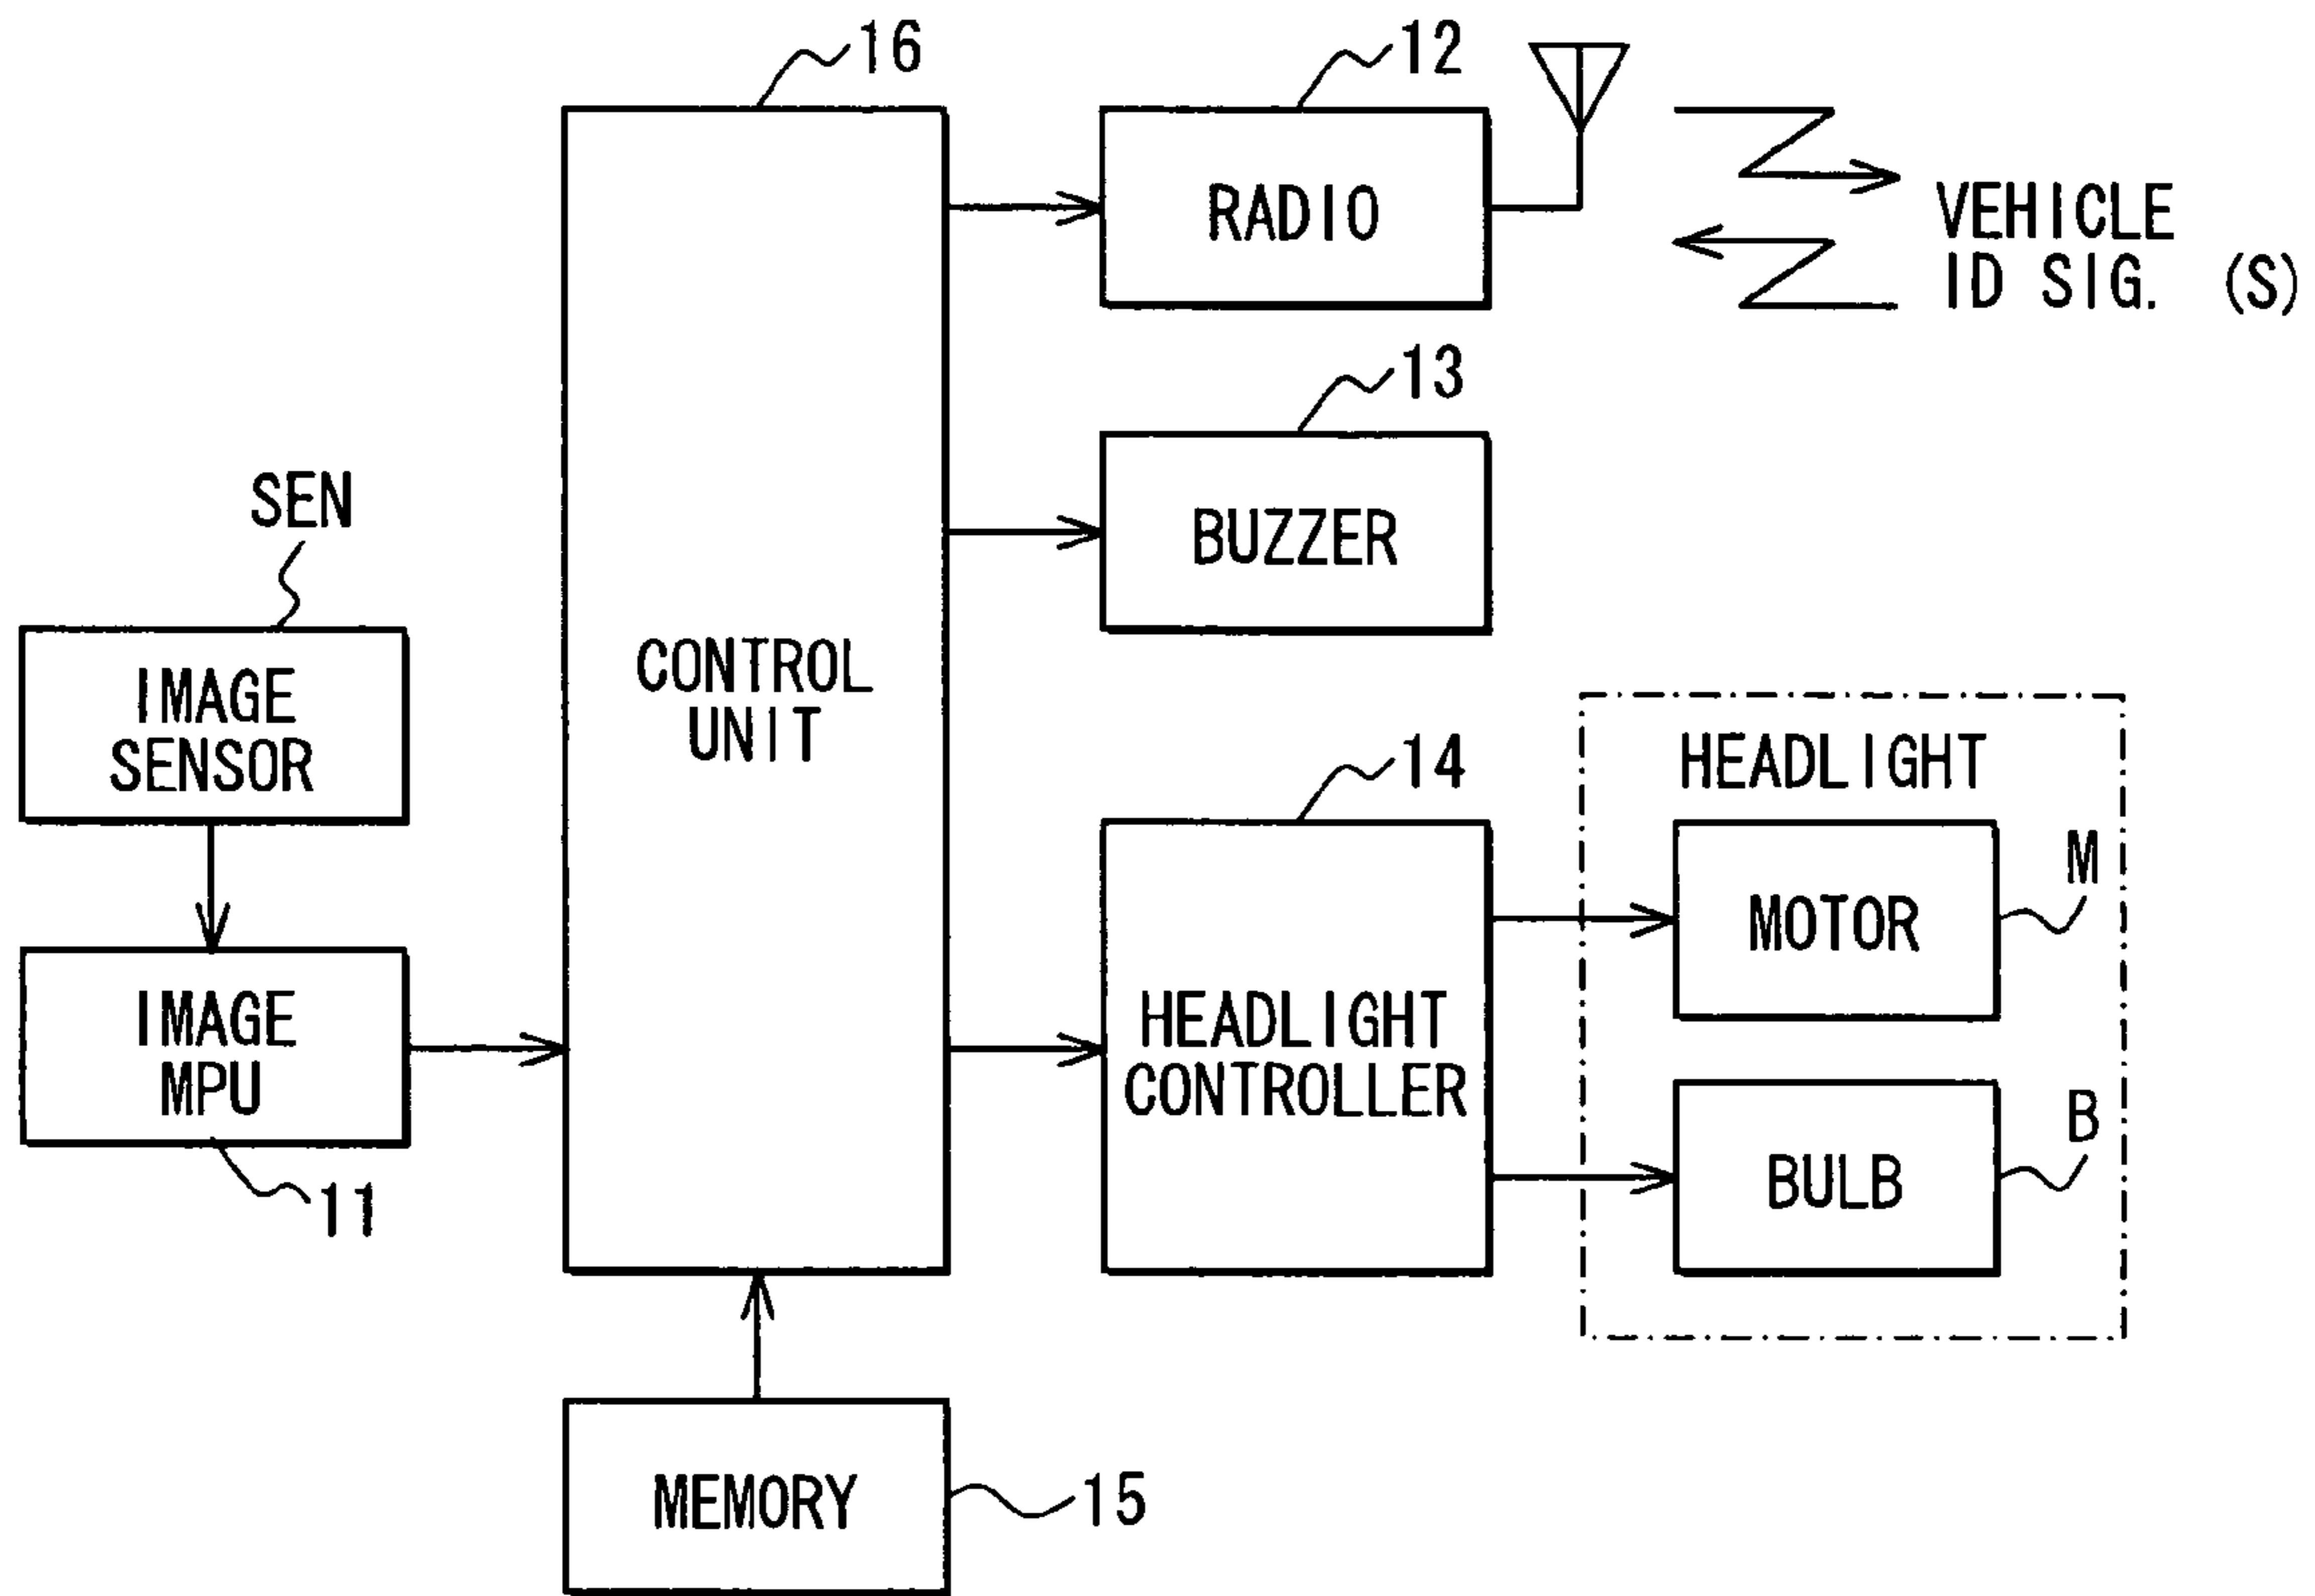 16
12
RADIO
VEHICLE
ID SIG. (S)
13
BUZZER
SEN
IMAGE
SENSOR
CONTROL
UNIT
14
HEADLIGHT
MOTOR
M
IMAGE
MPU
11
HEADLIGHT
CONTROLLER
BULB
B
MEMORY
15